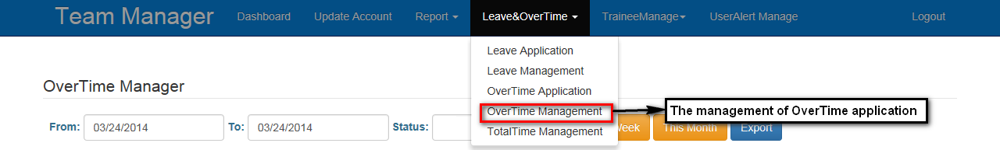 Team Manager Dashboard Update Account Report Leave&OverTime TraineeManage UserAlert Manage Logout
Leave Application
Leave Management
OverTime Manager
OverTime Application
OverTime Management
The management of OverTime application
From: 03/24/2014 To: 03/24/2014 Status: Week This Month Export
TotalTime Management